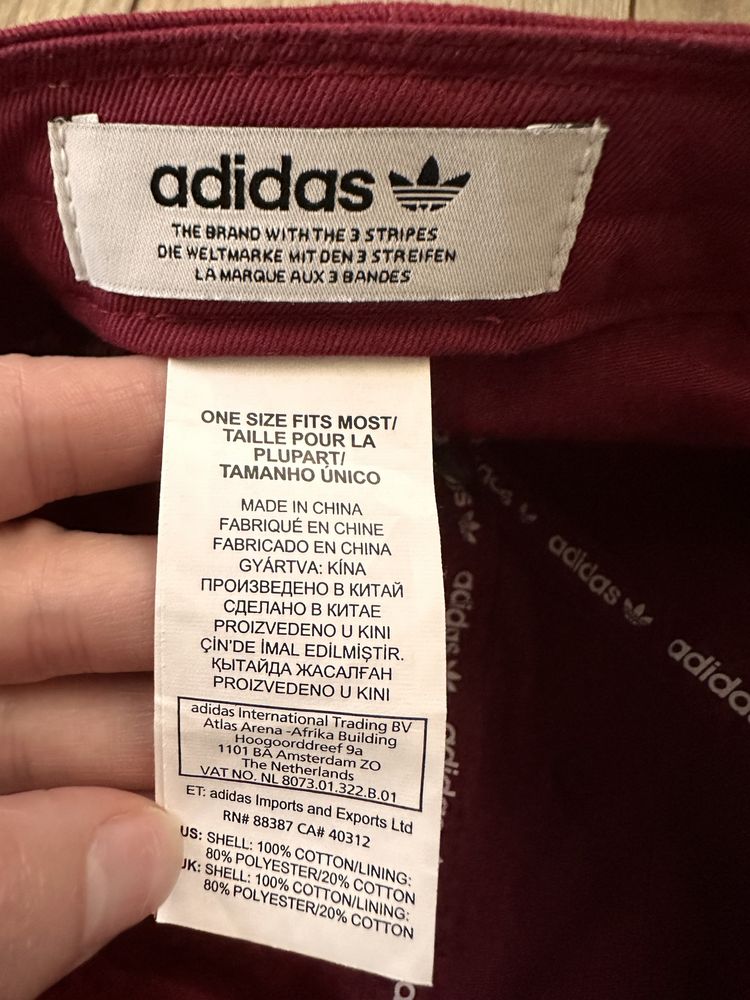 adidas
THE BRAND WITH THE 3 STRIPES
DIE WELTMARKE MIT DEN 3 STREIFEN
LA MARQUE AUX 3 BANDES
ONE SIZE FITS MOST/
TAILLE POUR LA
PLUPART/
TAMANHO ÚNICO
MADE IN CHINA
FABRIQUÉ EN CHINE
FABRICADO EN CHINA
GYÁRTVA: KÍNA
ПРОИЗВЕДЕНО В КИТАЙ
СДЕЛАНО В КИТАЕ
PROIZVEDENO U KINI
ÇİN'DE İMAL EDİLMİŞTİR.
ҚЫТАЙДА ЖАСАЛҒАН
PROIZVEDENO U KINI
adidas International Trading BV
Atlas Arena -Afrika Building
Hoogoorddreef 9a
1101 BA Amsterdam ZO
The Netherlands
VAT NO. NL 8073.01.322.B.01
ET: adidas Imports and Exports Ltd
RN# 88387 CA# 40312
US: SHELL: 100% COTTON/LINING:
80% POLYESTER/20% COTTON
UK: SHELL: 100% COTTON/LINING:
80% POLYESTER/20% COTTON
adidas
adidas
adidas
adidas